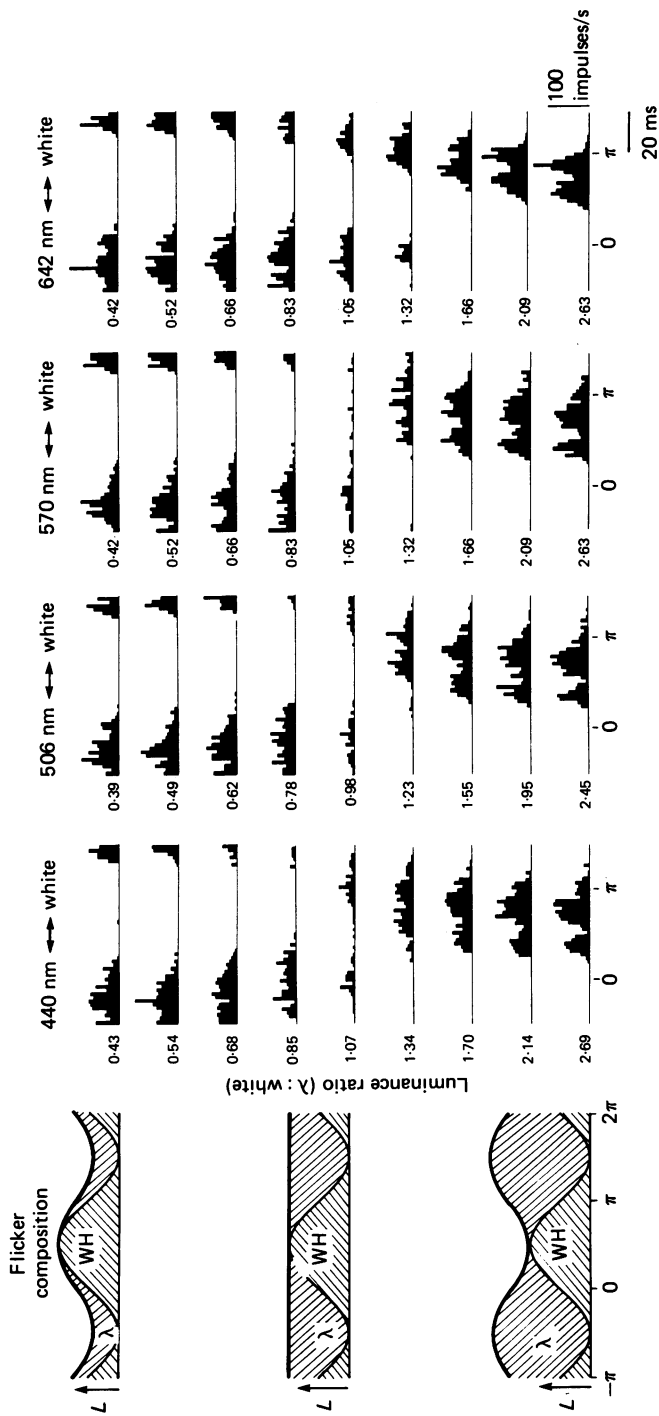 Flicker
composition
440 nm ↔ white
506 nm ↔ white
570 nm ↔ white
642 nm ↔ white
L
λ
WH
L
λ
WH
L
λ
WH
−π
0
π
2π
Luminance ratio (λ : white)
0·43
0·54
0·68
0·85
1·07
1·34
1·70
2·14
2·69
0
π
0·39
0·49
0·62
0·78
0·98
1·23
1·55
1·95
2·45
0
π
0·42
0·52
0·66
0·83
1·05
1·32
1·66
2·09
2·63
0
π
0·42
0·52
0·66
0·83
1·05
1·32
1·66
2·09
2·63
0
π
100
impulses/s
20 ms